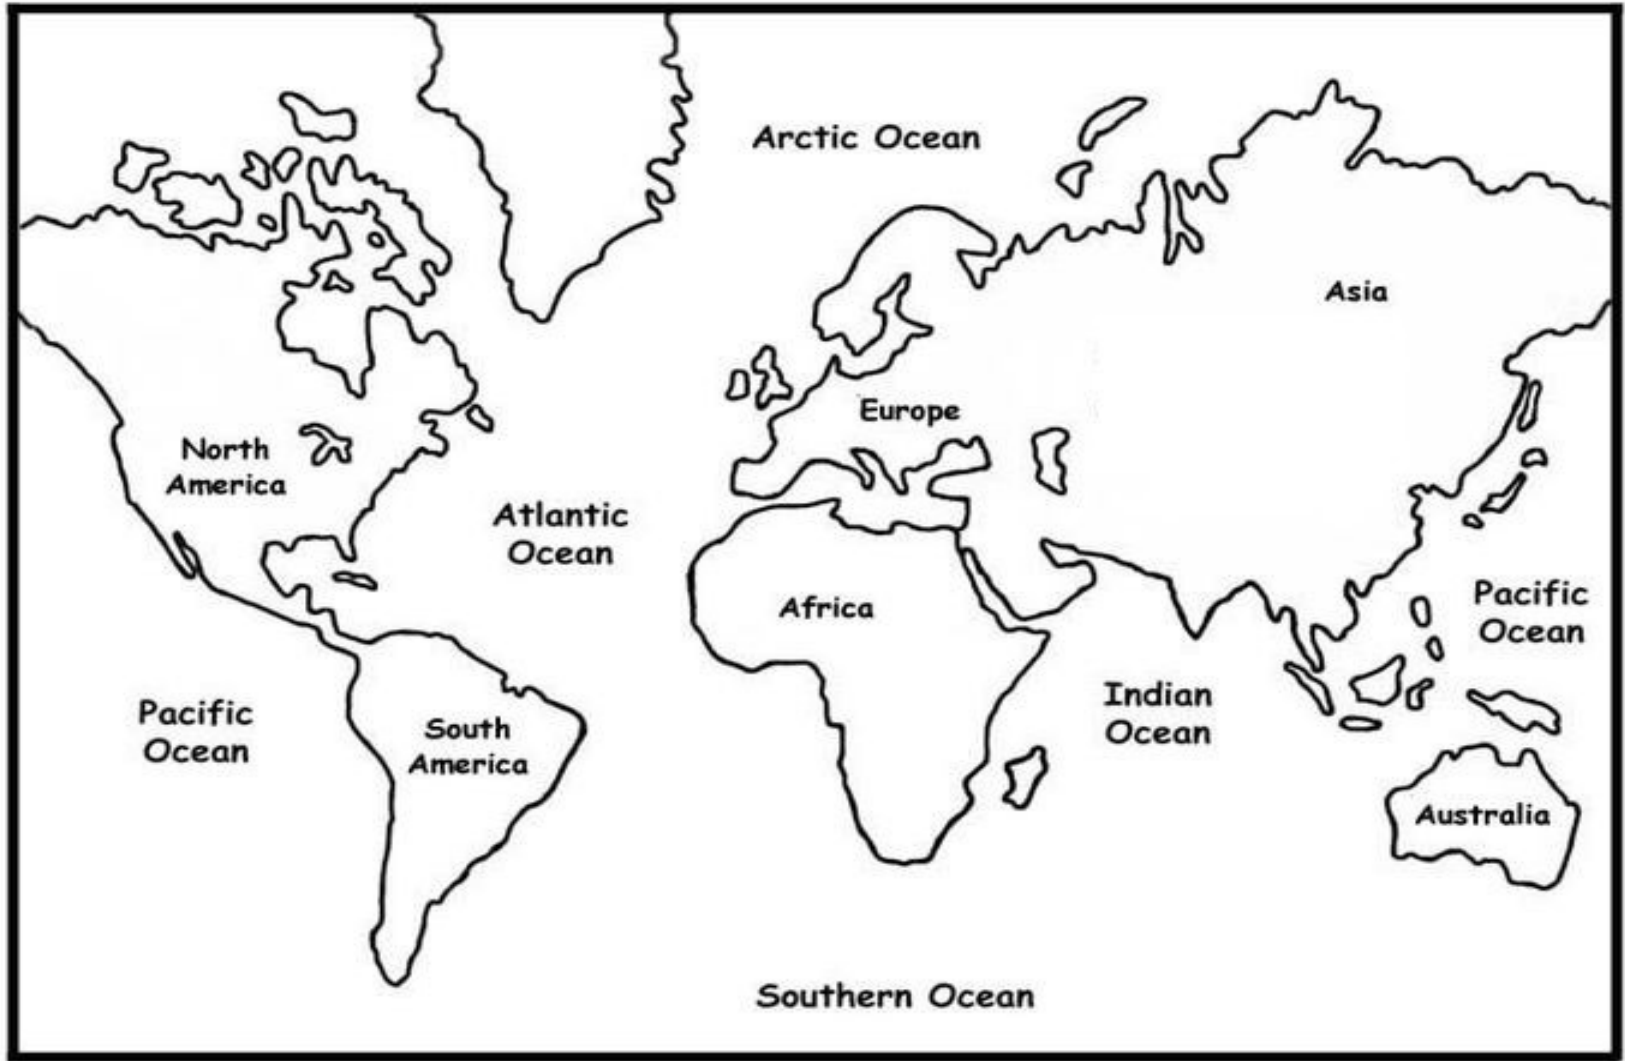 Arctic Ocean
Asia
Europe
North
America
Atlantic
Ocean
Africa
Pacific
Ocean
Indian
Ocean
Pacific
Ocean
South
America
Australia
Southern Ocean